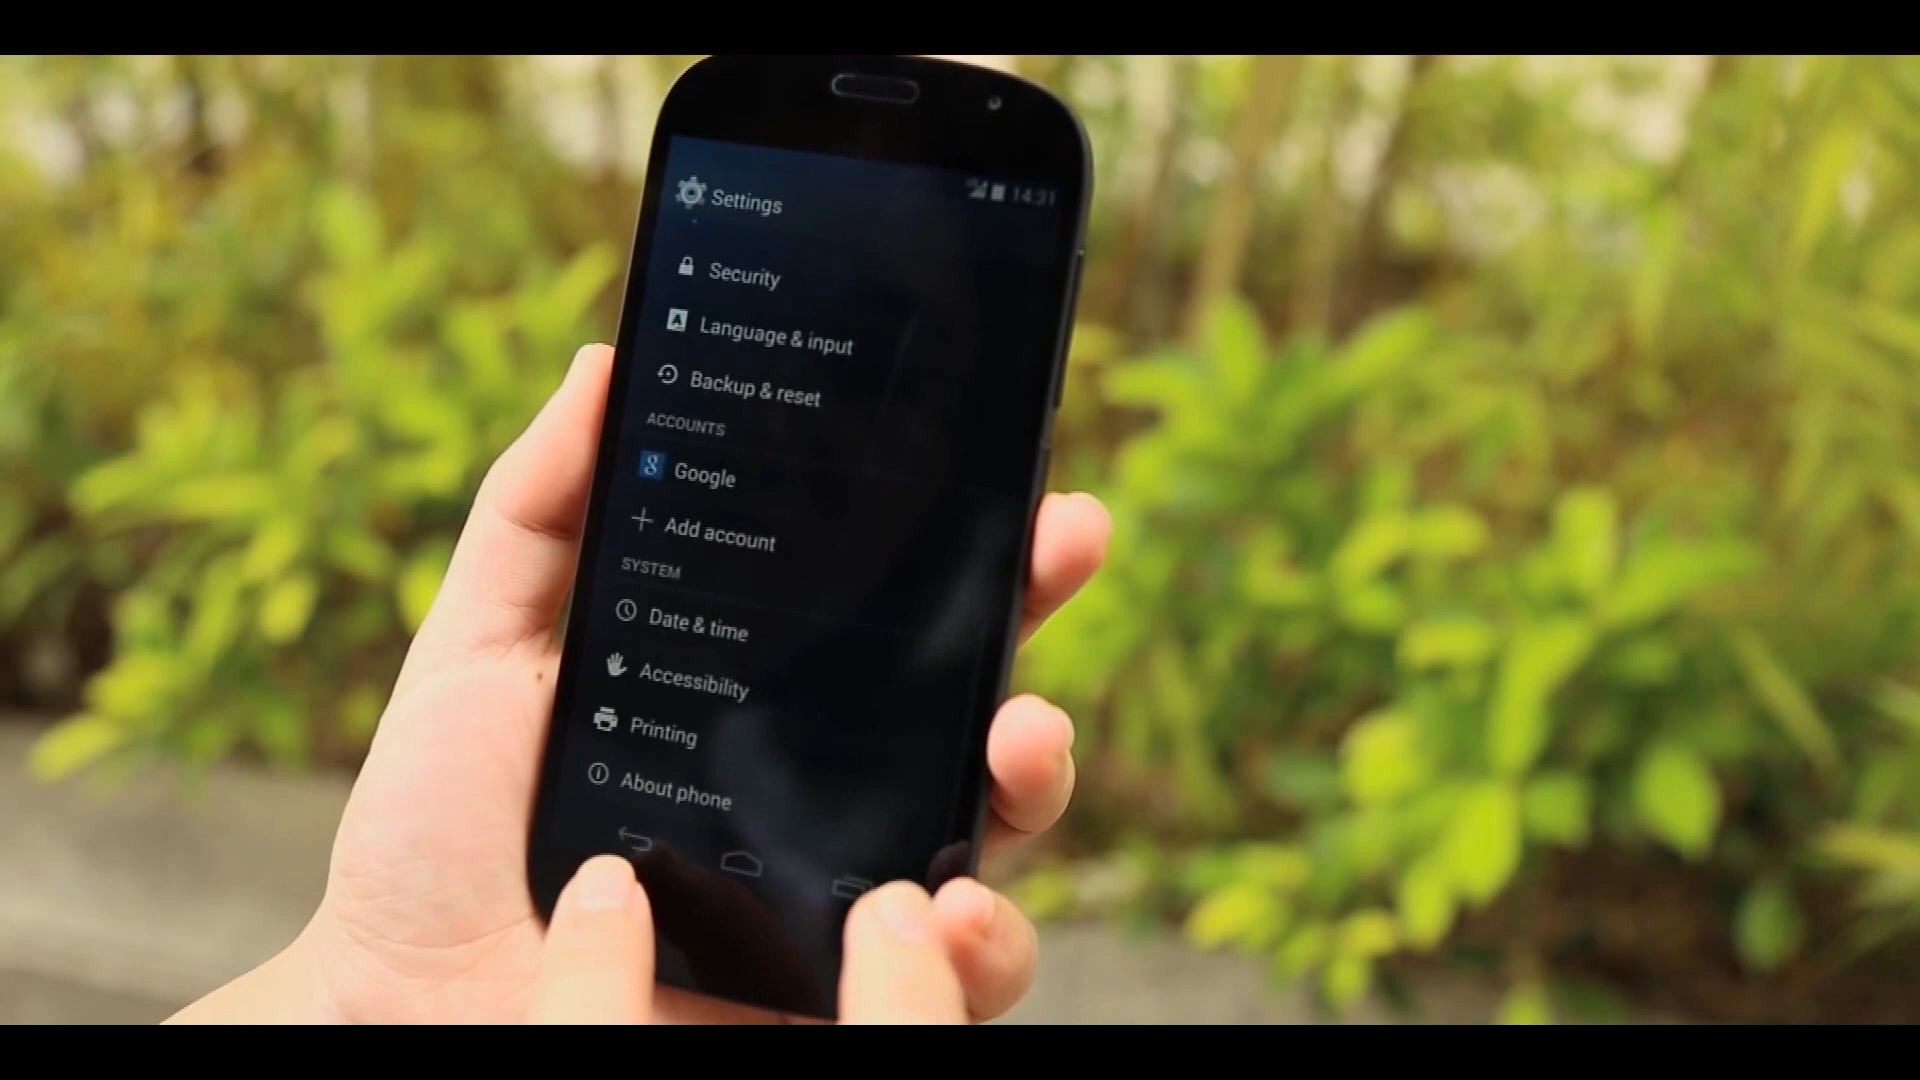 14:31
Settings
Security
Language & input
Backup & reset
ACCOUNTS
8 Google
Add account
SYSTEM
Date & time
Accessibility
Printing
About phone